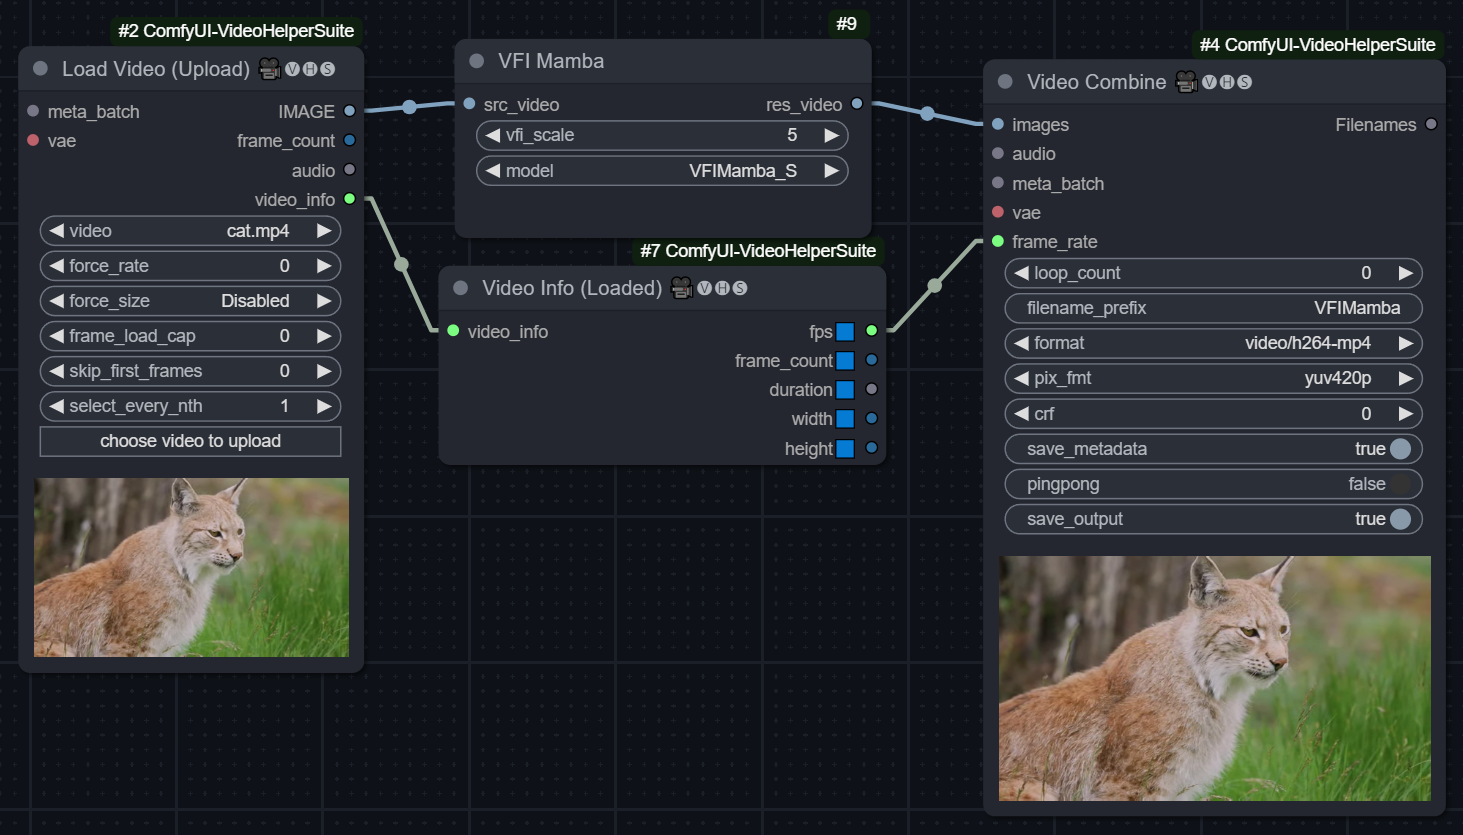 #2 ComfyUI-VideoHelperSuite
Load Video (Upload) 🎥🅥🅗🅢
meta_batch IMAGE
vae frame_count
audio
video_info
video cat.mp4
force_rate 0
force_size Disabled
frame_load_cap 0
skip_first_frames 0
select_every_nth 1
choose video to upload
#9
VFI Mamba
src_video res_video
vfi_scale 5
model VFIMamba_S
#7 ComfyUI-VideoHelperSuite
Video Info (Loaded) 🎥🅥🅗🅢
video_info fps
frame_count
duration
width
height
#4 ComfyUI-VideoHelperSuite
Video Combine 🎥🅥🅗🅢
images Filenames
audio
meta_batch
vae
frame_rate
loop_count 0
filename_prefix VFIMamba
format video/h264-mp4
pix_fmt yuv420p
crf 0
save_metadata true
pingpong false
save_output true